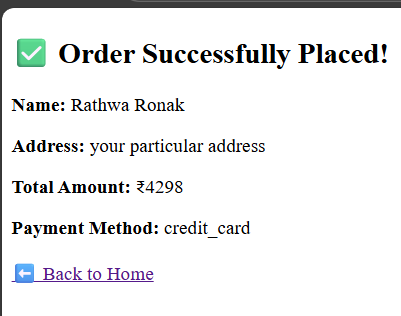 ✅ Order Successfully Placed!
Name: Rathwa Ronak
Address: your particular address
Total Amount: ₹4298
Payment Method: credit_card
⬅️ Back to Home